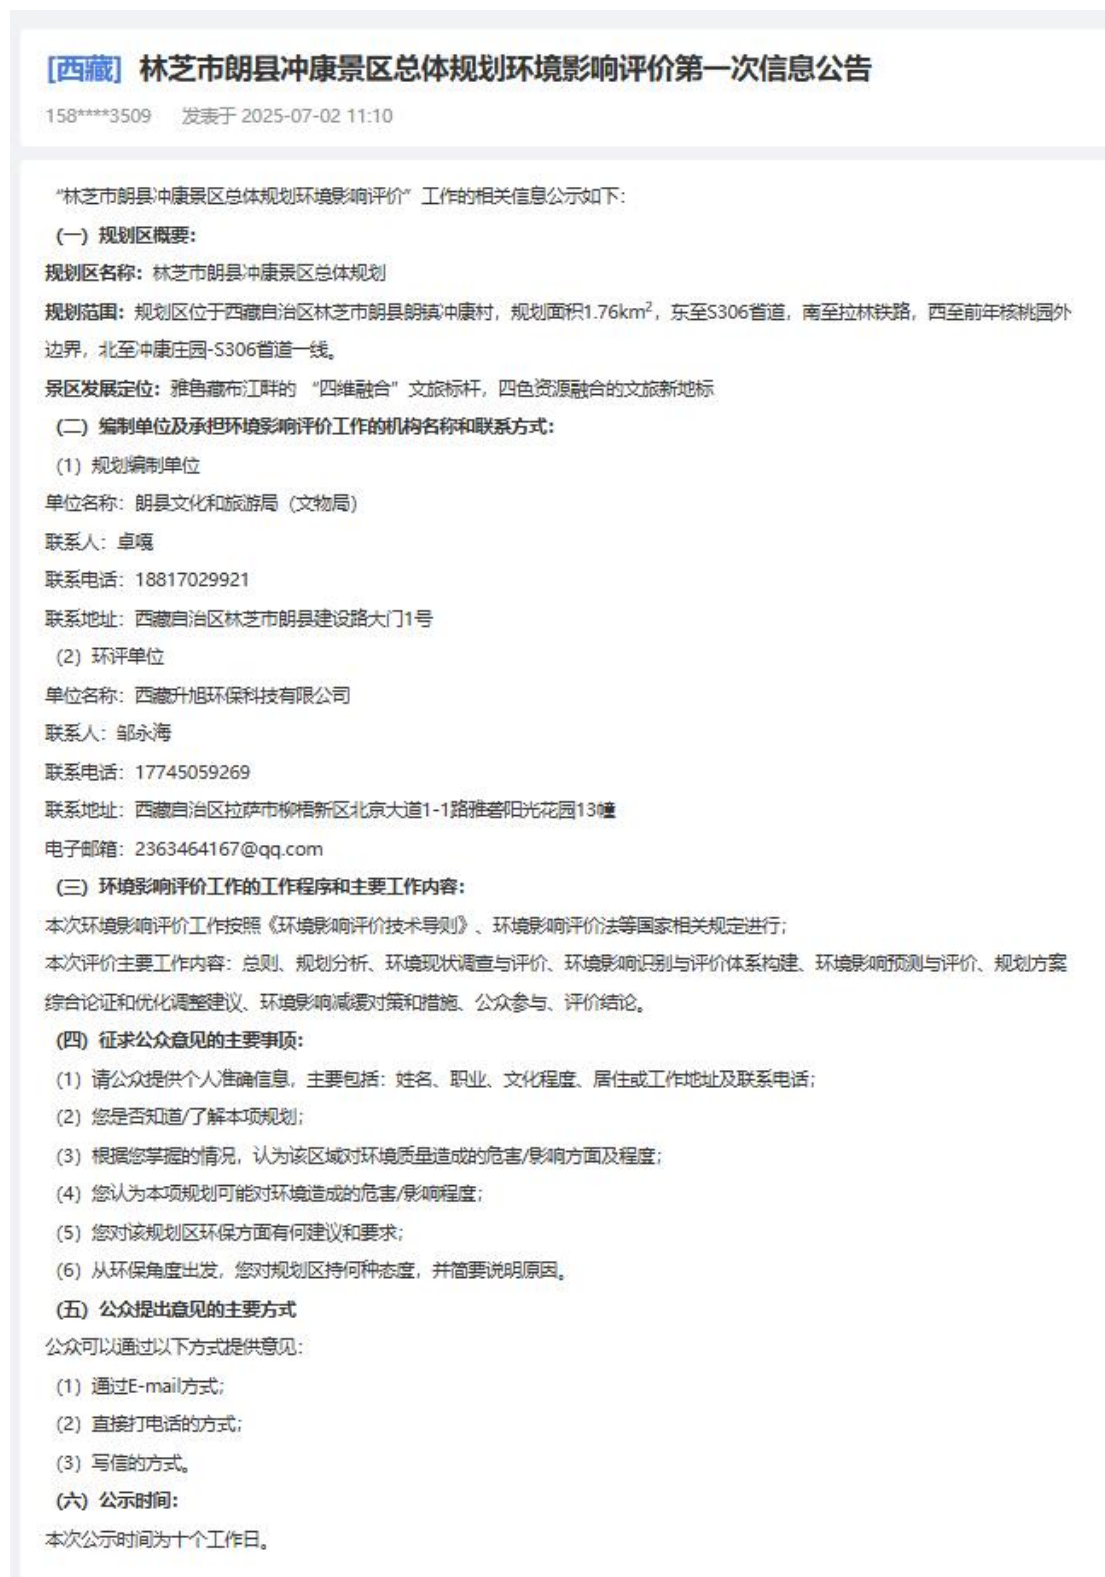 [西藏] 林芝市朗县冲康景区总体规划环境影响评价第一次信息公告
158****3509 发表于 2025-07-02 11:10
“林芝市朗县冲康景区总体规划环境影响评价”工作的相关信息公示如下：
（一）规划区概要：
规划区名称：林芝市朗县冲康景区总体规划
规划范围：规划区位于西藏自治区林芝市朗县朗镇冲康村，规划面积1.76km²，东至S306省道，南至拉林铁路，西至前年核桃园外
边界，北至冲康庄园-S306省道一线。
景区发展定位：雅鲁藏布江畔的 “四维融合”文旅标杆，四色资源融合的文旅新地标
（二）编制单位及承担环境影响评价工作的机构名称和联系方式：
（1）规划编制单位
单位名称：朗县文化和旅游局（文物局）
联系人：卓嘎
联系电话：18817029921
联系地址：西藏自治区林芝市朗县建设路大门1号
（2）环评单位
单位名称：西藏升旭环保科技有限公司
联系人：邹永海
联系电话：17745059269
联系地址：西藏自治区拉萨市柳梧新区北京大道1-1路雅砻阳光花园13幢
电子邮箱：2363464167@qq.com
（三）环境影响评价工作的工作程序和主要工作内容：
本次环境影响评价工作按照《环境影响评价技术导则》、环境影响评价法等国家相关规定进行；
本次评价主要工作内容：总则、规划分析、环境现状调查与评价、环境影响识别与评价体系构建、环境影响预测与评价、规划方案
综合论证和优化调整建议、环境影响减缓对策和措施、公众参与、评价结论。
（四）征求公众意见的主要事项：
（1）请公众提供个人准确信息，主要包括：姓名、职业、文化程度、居住或工作地址及联系电话；
（2）您是否知道/了解本项规划；
（3）根据您掌握的情况，认为该区域对环境质量造成的危害/影响方面及程度；
（4）您认为本项规划可能对环境造成的危害/影响程度；
（5）您对该规划区环保方面有何建议和要求；
（6）从环保角度出发，您对规划区持何种态度，并简要说明原因。
（五）公众提出意见的主要方式
公众可以通过以下方式提供意见：
（1）通过E-mail方式；
（2）直接打电话的方式；
（3）写信的方式。
（六）公示时间：
本次公示时间为十个工作日。